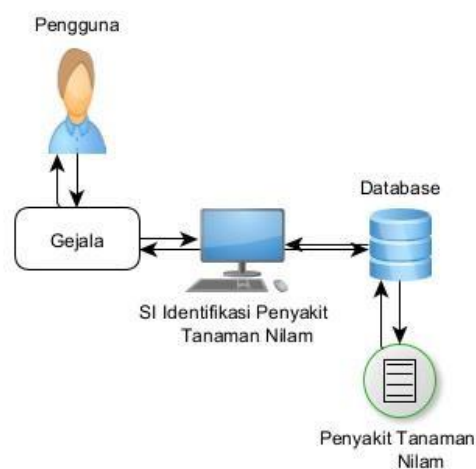 Pengguna
Gejala
Database
SI Identifikasi Penyakit
Tanaman Nilam
Penyakit Tanaman
Nilam